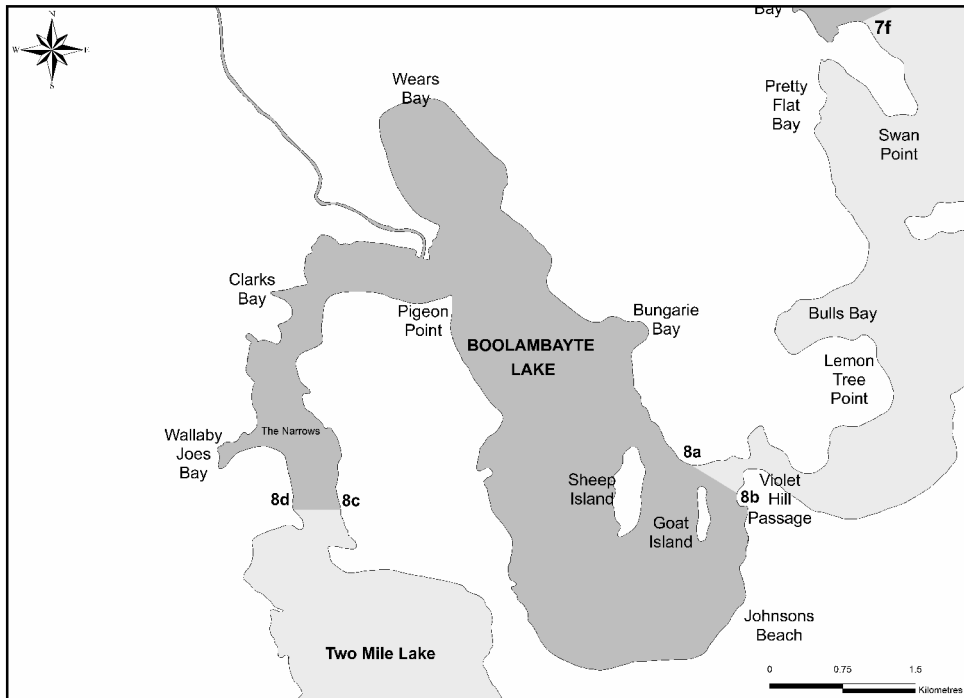 N
W
E
S
Bay
7f
Wears
Bay
Pretty
Flat
Bay
Swan
Point
Clarks
Bay
Pigeon
Point
Bungarie
Bay
Bulls Bay
BOOLAMBAYTE
LAKE
Lemon
Tree
Point
The Narrows
Wallaby
Joes
Bay
8a
Sheep
Island
Violet
Hill
Passage
8b
8d
8c
Goat
Island
Johnsons
Beach
Two Mile Lake
0 0.75 1.5
Kilometres